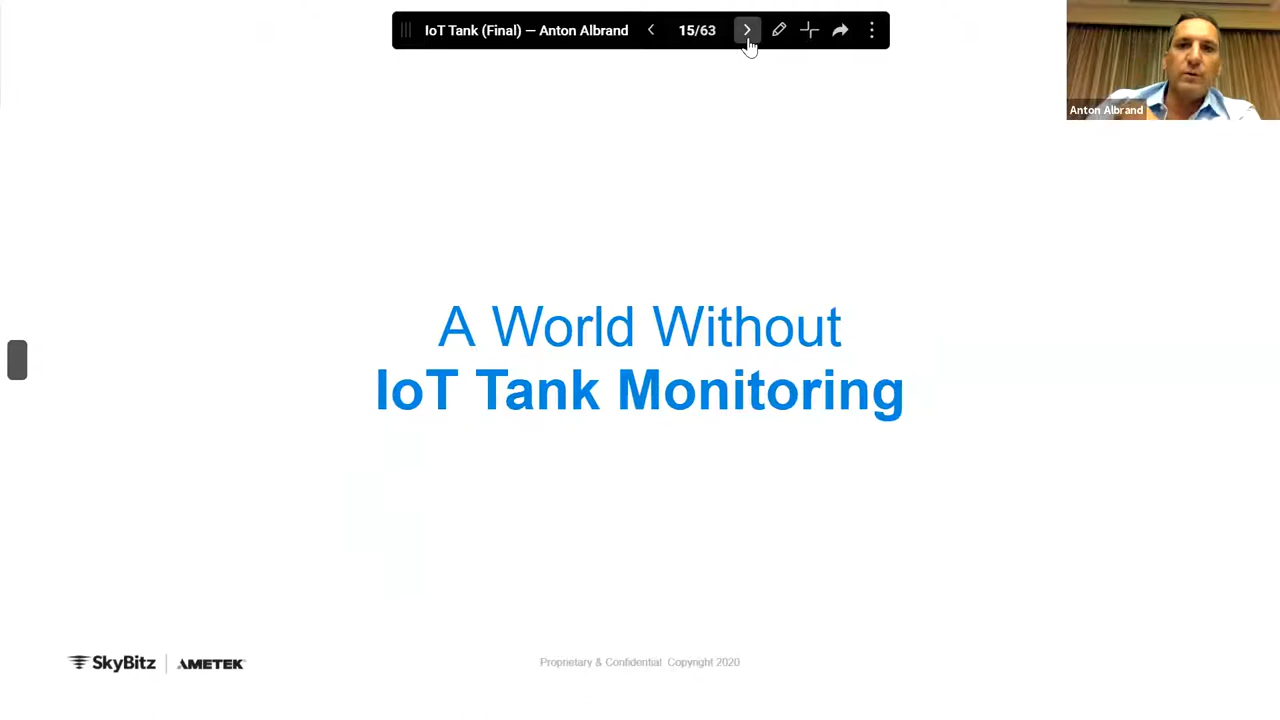 IoT Tank (Final) — Anton Albrand
15/63
Anton Albrand
A World Without
IoT Tank Monitoring
SkyBitz | AMETEK
Proprietary & Confidential Copyright 2020